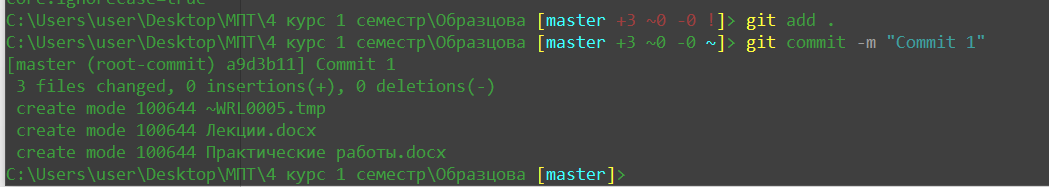 core.ignorecase=true
C:\Users\user\Desktop\МПТ\4 курс 1 семестр\Образцова [master +3 ~0 -0 !]> git add .
C:\Users\user\Desktop\МПТ\4 курс 1 семестр\Образцова [master +3 ~0 -0 ~]> git commit -m "Commit 1"
[master (root-commit) a9d3b11] Commit 1
 3 files changed, 0 insertions(+), 0 deletions(-)
 create mode 100644 ~WRL0005.tmp
 create mode 100644 Лекции.docx
 create mode 100644 Практические работы.docx
C:\Users\user\Desktop\МПТ\4 курс 1 семестр\Образцова [master]>